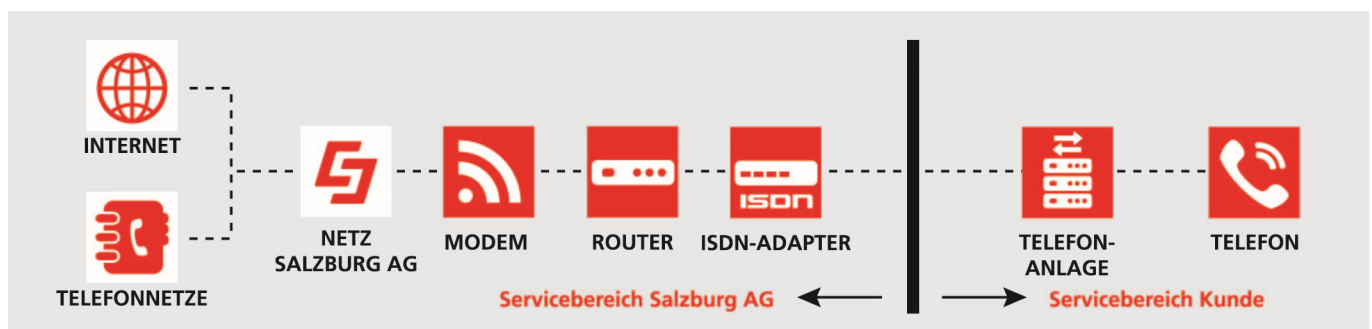 INTERNET
TELEFONNETZE
NETZ
SALZBURG AG
MODEM
ROUTER
ISDN
ISDN-ADAPTER
TELEFON-
ANLAGE
TELEFON
Servicebereich Salzburg AG
Servicebereich Kunde